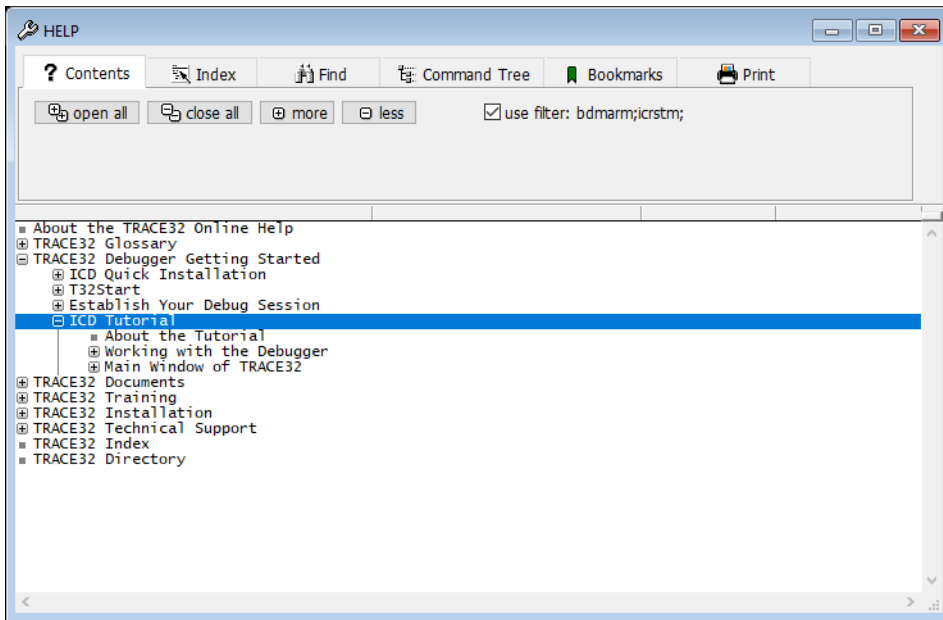 HELP
? Contents Index Find Command Tree Bookmarks Print
open all close all more less use filter: bdmarm;icrstm;
About the TRACE32 Online Help
TRACE32 Glossary
TRACE32 Debugger Getting Started
ICD Quick Installation
T32Start
Establish Your Debug Session
ICD Tutorial
About the Tutorial
Working with the Debugger
Main Window of TRACE32
TRACE32 Documents
TRACE32 Training
TRACE32 Installation
TRACE32 Technical Support
TRACE32 Index
TRACE32 Directory